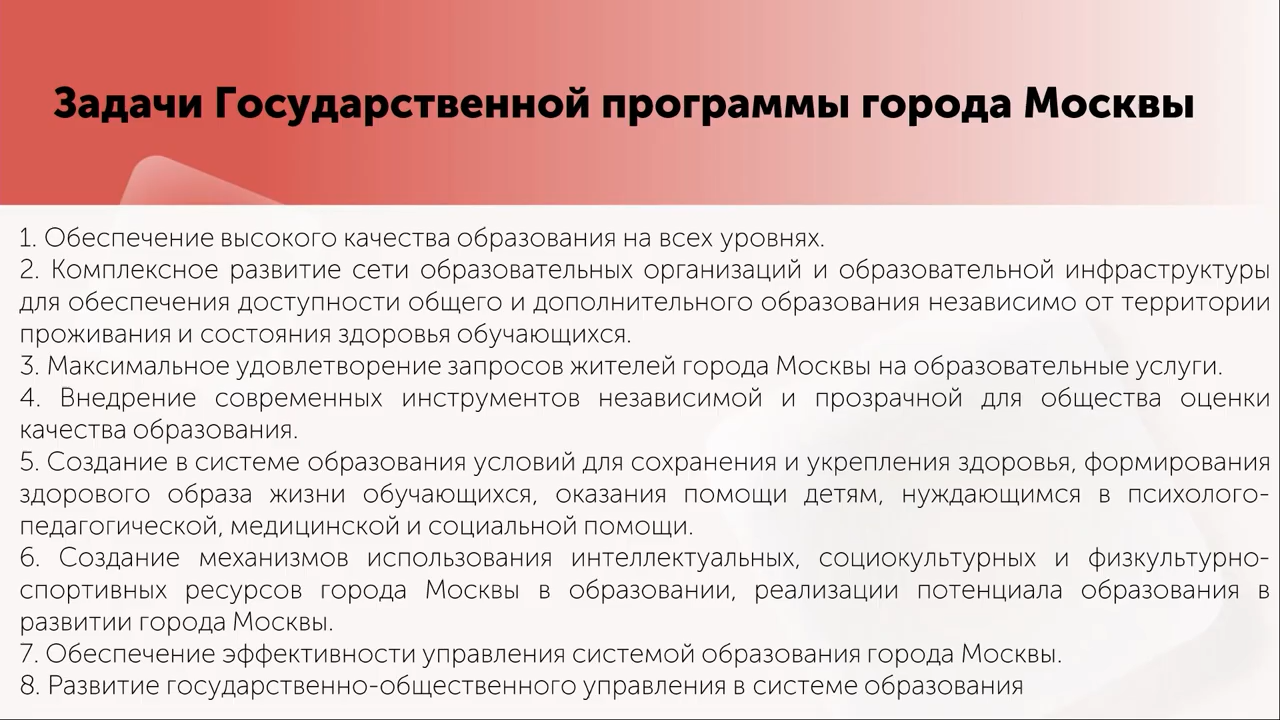 Задачи Государственной программы города Москвы
1. Обеспечение высокого качества образования на всех уровнях.
2. Комплексное развитие сети образовательных организаций и образовательной инфраструктуры
для обеспечения доступности общего и дополнительного образования независимо от территории
проживания и состояния здоровья обучающихся.
3. Максимальное удовлетворение запросов жителей города Москвы на образовательные услуги.
4. Внедрение современных инструментов независимой и прозрачной для общества оценки
качества образования.
5. Создание в системе образования условий для сохранения и укрепления здоровья, формирования
здорового образа жизни обучающихся, оказания помощи детям, нуждающимся в психолого-
педагогической, медицинской и социальной помощи.
6. Создание механизмов использования интеллектуальных, социокультурных и физкультурно-
спортивных ресурсов города Москвы в образовании, реализации потенциала образования в
развитии города Москвы.
7. Обеспечение эффективности управления системой образования города Москвы.
8. Развитие государственно-общественного управления в системе образования